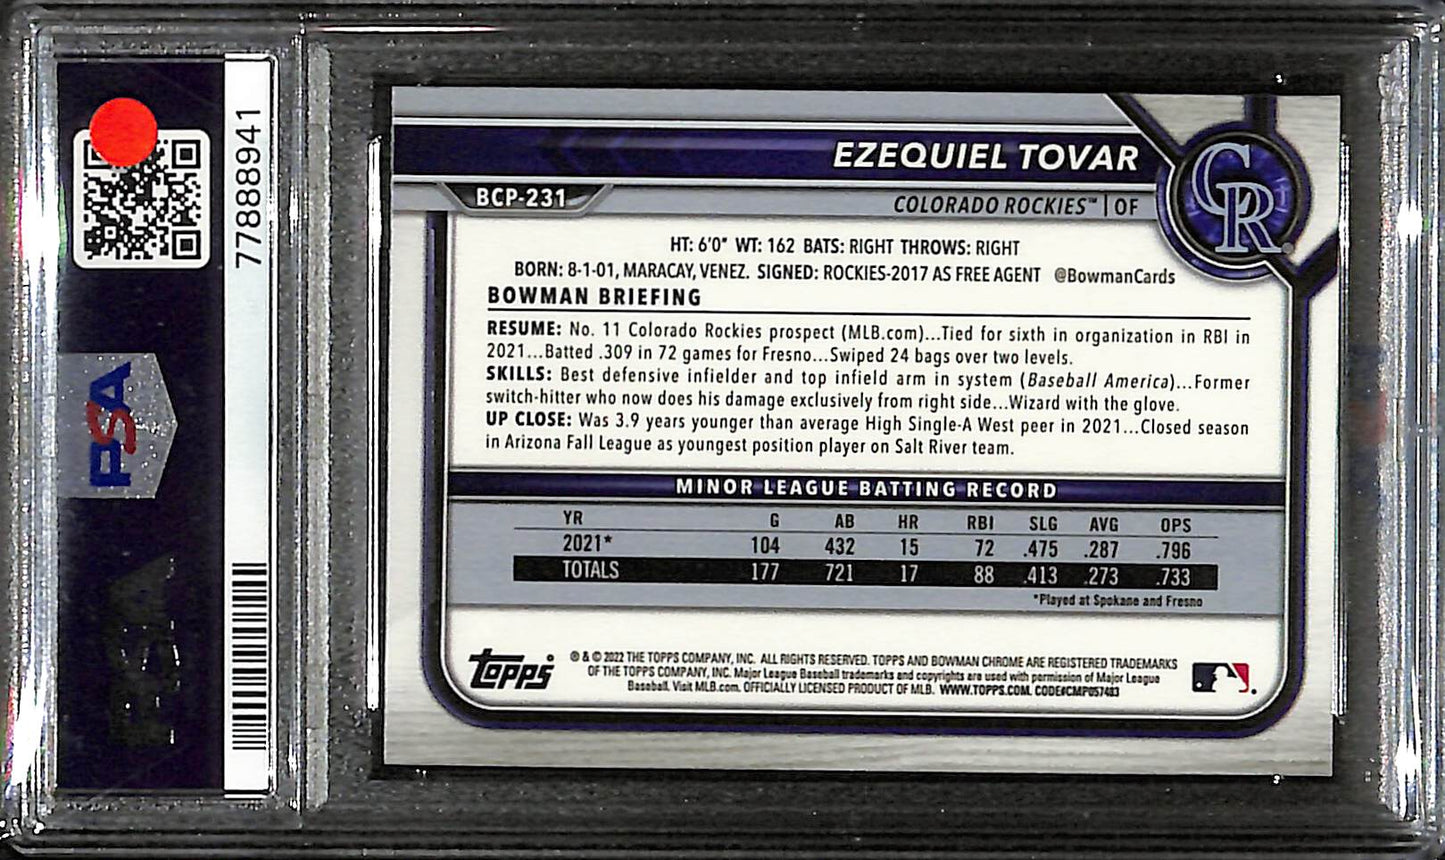 77888941
PSA
PSA
EZEQUIEL TOVAR
BCP-231
COLORADO ROCKIES™ | OF
CR®
HT: 6'0" WT: 162 BATS: RIGHT THROWS: RIGHT
BORN: 8-1-01, MARACAY, VENEZ. SIGNED: ROCKIES-2017 AS FREE AGENT @BowmanCards
BOWMAN BRIEFING
RESUME: No. 11 Colorado Rockies prospect (MLB.com)...Tied for sixth in organization in RBI in
2021...Batted .309 in 72 games for Fresno...Swiped 24 bags over two levels.
SKILLS: Best defensive infielder and top infield arm in system (Baseball America)...Former
switch-hitter who now does his damage exclusively from right side...Wizard with the glove.
UP CLOSE: Was 3.9 years younger than average High Single-A West peer in 2021...Closed season
in Arizona Fall League as youngest position player on Salt River team.
MINOR LEAGUE BATTING RECORD
YR G AB HR RBI SLG AVG OPS
2021* 104 432 15 72 .475 .287 .796
TOTALS 177 721 17 88 .413 .273 .733
*Played at Spokane and Fresno
topps
® & © 2022 THE TOPPS COMPANY, INC. ALL RIGHTS RESERVED. TOPPS AND BOWMAN CHROME ARE REGISTERED TRADEMARKS
OF THE TOPPS COMPANY, INC. Major League Baseball trademarks and copyrights are used with permission of Major League
Baseball. Visit MLB.com. OFFICIALLY LICENSED PRODUCT OF MLB. WWW.TOPPS.COM. CODE#CMP057483